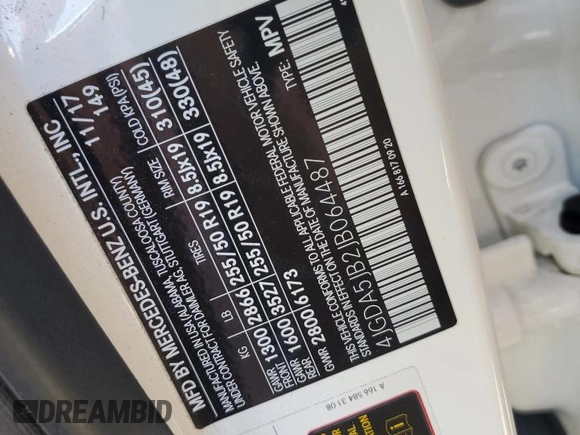 MFD BY MERCEDES-BENZ U.S. INTL., INC. 11/17
MANUFACTURED IN USA (ALABAMA, TUSCALOOSA COUNTY) 149
UNDER CONTRACT FOR DAIMLER AG, STUTTGART (GERMANY)
KG LB TIRES RIM SIZE COLD KPA (PSI)
GAWR FRONT 1300 2866 255/50 R19 8.5Jx19 310(45)
GAWR REAR 1600 3527 255/50 R19 8.5Jx19 330(48)
GVWR 2800 6173
THIS VEHICLE CONFORMS TO ALL APPLICABLE FEDERAL MOTOR VEHICLE SAFETY
STANDARDS IN EFFECT ON THE DATE OF MANUFACTURE SHOWN ABOVE.
4JGDA5JB2JB064487 TYPE: MPV
A 166 817 09 20
A 166 584 31 08
DREAMBID